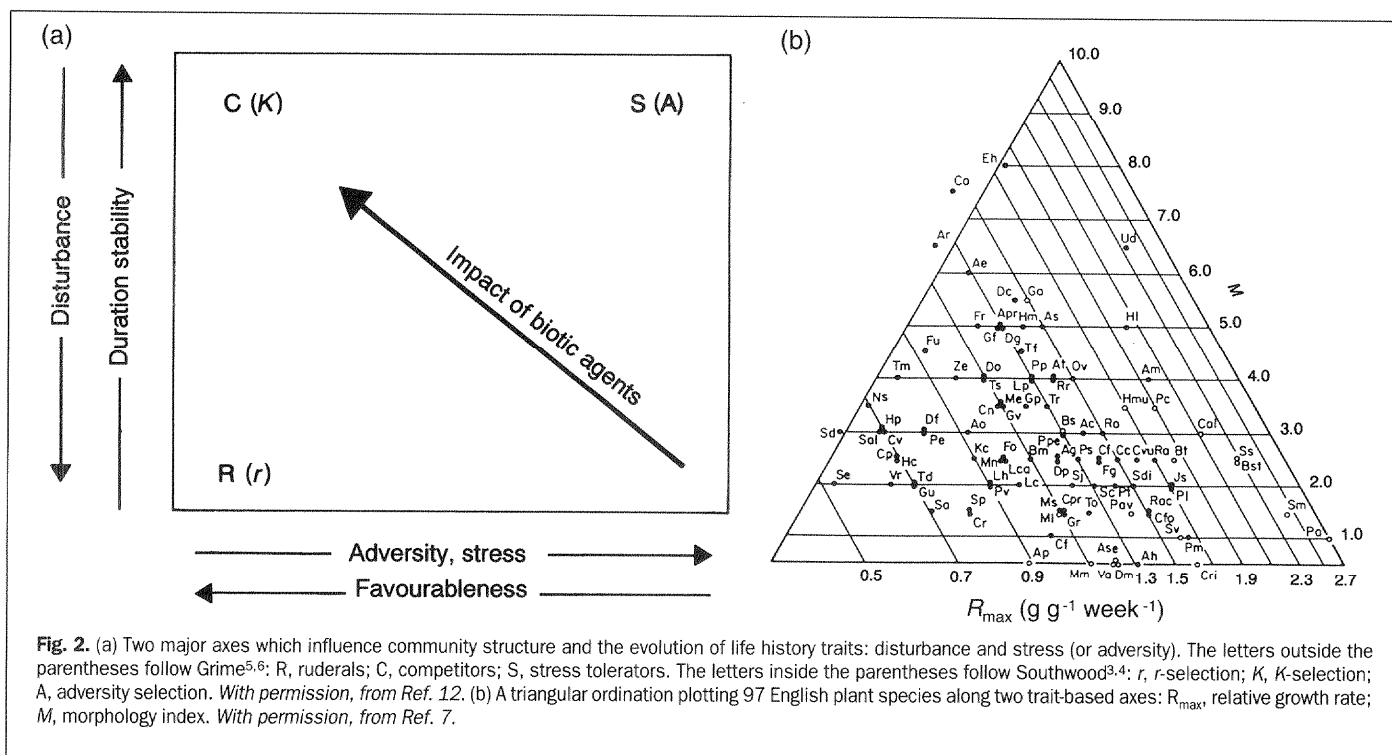 (a)
Disturbance
Duration stability
C (K)
S (A)
Impact of biotic agents
R (r)
Adversity, stress
Favourableness
(b)
10.0
9.0
Eh
8.0
Co
7.0
Ar
Ud
Ae
6.0
M
Dc Ga
Fr Apr Hm As Hl
5.0
Gf Dg
Fu Tf
Tm Ze Do Pp At Ov Am
4.0
Ts Lp Rr
Ns Me Gp Tr Hmu Pc
Cn Gv
Hp Df Ao Bs Ac Ro Caf
3.0
Sd Sal Cv Pe Ppe
Cp Hc Kc Fo Bm Ag Ps Cf Cc Cvu Ra Bt Ss
Mn Lca Dp Fg Bst
Se Vr Td Lh Lc Sj Sdi Js
2.0
Gu Pv Sc Pt Pl
Sa Sp Ms Cpr To Pav Rac Sm
Cr Ml Gr Cfo Sv Pa
Cf Pm
1.0
Ap Ase Ah
Mm Va Dm Cri
0.5 0.7 0.9 1.3 1.5 1.9 2.3 2.7
Rmax (g g-1 week-1)
Fig. 2. (a) Two major axes which influence community structure and the evolution of life history traits: disturbance and stress (or adversity). The letters outside the
parentheses follow Grime5,6: R, ruderals; C, competitors; S, stress tolerators. The letters inside the parentheses follow Southwood3,4: r, r-selection; K, K-selection;
A, adversity selection. With permission, from Ref. 12. (b) A triangular ordination plotting 97 English plant species along two trait-based axes: Rmax, relative growth rate;
M, morphology index. With permission, from Ref. 7.